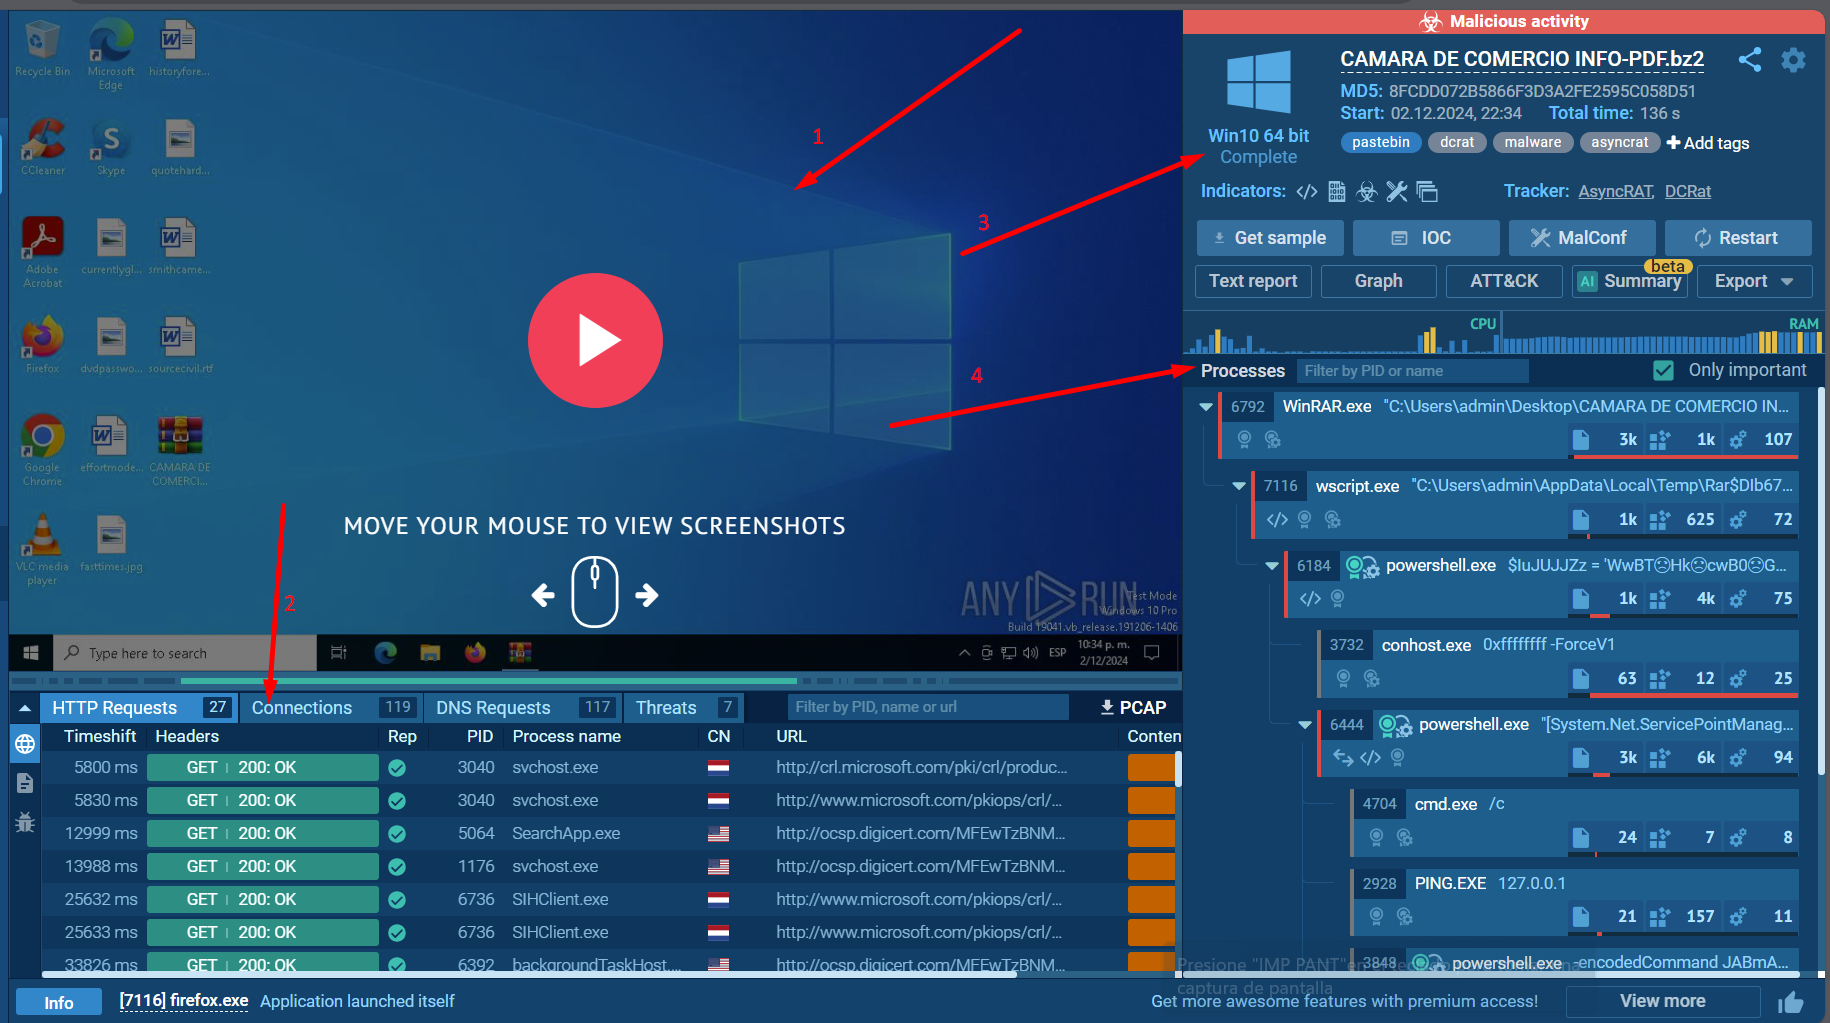 Recycle Bin
Microsoft Edge
historyfore...
CCleaner
Skype
quotehard...
Adobe Acrobat
currentlygl...
smithcame...
Firefox
dvdpasswo...
sourcecivil.rtf
Google Chrome
effortmode...
CAMARA DE COMERCI...
VLC media player
fasttimes.jpg
1
2
3
4
MOVE YOUR MOUSE TO VIEW SCREENSHOTS
ANY RUN
Test Mode
Windows 10 Pro
Build 19041.vb_release.191206-1406
Type here to search
ESP
10:34 p. m.
2/12/2024
Malicious activity
CAMARA DE COMERCIO INFO-PDF.bz2
MD5: 8FCDD072B5866F3D3A2FE2595C058D51
Start: 02.12.2024, 22:34 Total time: 136 s
Win10 64 bit
Complete
pastebin dcrat malware asyncrat Add tags
Indicators: Tracker: AsyncRAT, DCRat
Get sample IOC MalConf Restart
Text report Graph ATT&CK AI Summary beta Export
CPU RAM
Processes Filter by PID or name Only important
6792 WinRAR.exe "C:\Users\admin\Desktop\CAMARA DE COMERCIO IN...
3k 1k 107
7116 wscript.exe "C:\Users\admin\AppData\Local\Temp\Rar$DIb67...
1k 625 72
6184 powershell.exe $IuJUJJZz = 'WwBT☹Hk☹cwB0☹G...
1k 4k 75
3732 conhost.exe 0xffffffff -ForceV1
63 12 25
6444 powershell.exe "[System.Net.ServicePointManag...
3k 6k 94
4704 cmd.exe /c
24 7 8
2928 PING.EXE 127.0.0.1
21 157 11
3848 powershell.exe -encodedCommand JABmA...
HTTP Requests 27 Connections 119 DNS Requests 117 Threats 7 Filter by PID, name or url PCAP
Timeshift Headers Rep PID Process name CN URL Conten
5800 ms GET 200: OK 3040 svchost.exe http://crl.microsoft.com/pki/crl/produc...
5830 ms GET 200: OK 3040 svchost.exe http://www.microsoft.com/pkiops/crl/...
12999 ms GET 200: OK 5064 SearchApp.exe http://ocsp.digicert.com/MFEwTzBNM...
13988 ms GET 200: OK 1176 svchost.exe http://ocsp.digicert.com/MFEwTzBNM...
25632 ms GET 200: OK 6736 SIHClient.exe http://www.microsoft.com/pkiops/crl/...
25633 ms GET 200: OK 6736 SIHClient.exe http://www.microsoft.com/pkiops/crl/...
33826 ms GET 200: OK 6392 backgroundTaskHost.... http://ocsp.digicert.com/MFEwTzBNM...
Presione "IMP PANT" en
captura de pantalla
Info [7116] firefox.exe Application launched itself
Get more awesome features with premium access! View more